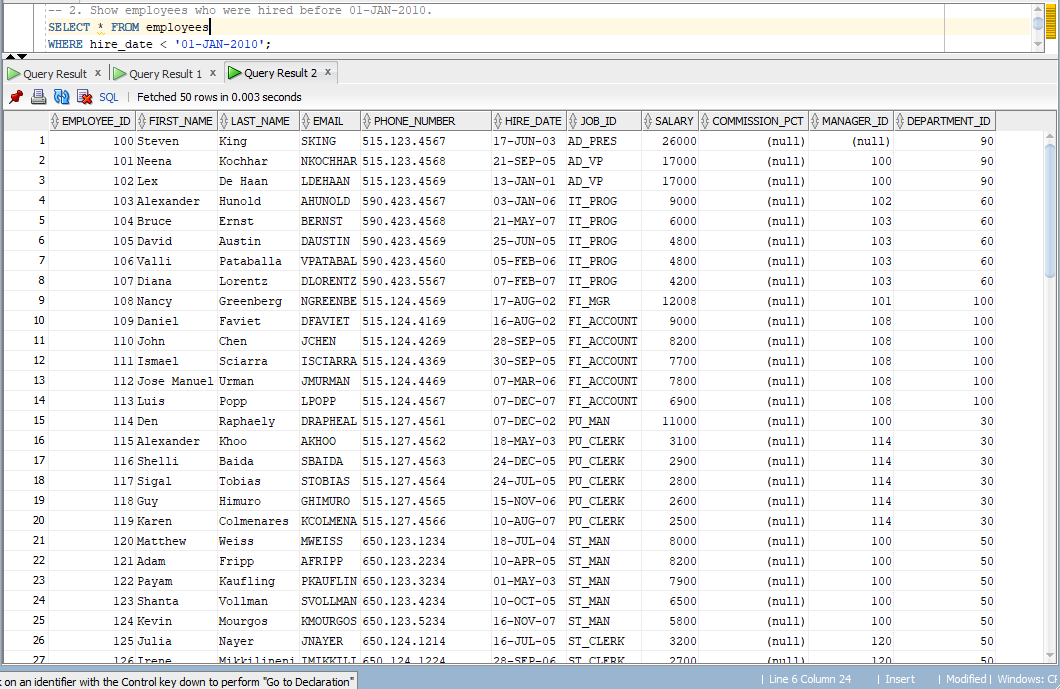 -- 2. Show employees who were hired before 01-JAN-2010.
SELECT * FROM employees
WHERE hire_date < '01-JAN-2010';
Query Result x Query Result 1 x Query Result 2 x
SQL | Fetched 50 rows in 0.003 seconds
EMPLOYEE_ID FIRST_NAME LAST_NAME EMAIL PHONE_NUMBER HIRE_DATE JOB_ID SALARY COMMISSION_PCT MANAGER_ID DEPARTMENT_ID
1 100 Steven King SKING 515.123.4567 17-JUN-03 AD_PRES 26000 (null) (null) 90
2 101 Neena Kochhar NKOCHHAR 515.123.4568 21-SEP-05 AD_VP 17000 (null) 100 90
3 102 Lex De Haan LDEHAAN 515.123.4569 13-JAN-01 AD_VP 17000 (null) 100 90
4 103 Alexander Hunold AHUNOLD 590.423.4567 03-JAN-06 IT_PROG 9000 (null) 102 60
5 104 Bruce Ernst BERNST 590.423.4568 21-MAY-07 IT_PROG 6000 (null) 103 60
6 105 David Austin DAUSTIN 590.423.4569 25-JUN-05 IT_PROG 4800 (null) 103 60
7 106 Valli Pataballa VPATABAL 590.423.4560 05-FEB-06 IT_PROG 4800 (null) 103 60
8 107 Diana Lorentz DLORENTZ 590.423.5567 07-FEB-07 IT_PROG 4200 (null) 103 60
9 108 Nancy Greenberg NGREENBE 515.124.4569 17-AUG-02 FI_MGR 12008 (null) 101 100
10 109 Daniel Faviet DFAVIET 515.124.4169 16-AUG-02 FI_ACCOUNT 9000 (null) 108 100
11 110 John Chen JCHEN 515.124.4269 28-SEP-05 FI_ACCOUNT 8200 (null) 108 100
12 111 Ismael Sciarra ISCIARRA 515.124.4369 30-SEP-05 FI_ACCOUNT 7700 (null) 108 100
13 112 Jose Manuel Urman JMURMAN 515.124.4469 07-MAR-06 FI_ACCOUNT 7800 (null) 108 100
14 113 Luis Popp LPOPP 515.124.4567 07-DEC-07 FI_ACCOUNT 6900 (null) 108 100
15 114 Den Raphaely DRAPHEAL 515.127.4561 07-DEC-02 PU_MAN 11000 (null) 100 30
16 115 Alexander Khoo AKHOO 515.127.4562 18-MAY-03 PU_CLERK 3100 (null) 114 30
17 116 Shelli Baida SBAIDA 515.127.4563 24-DEC-05 PU_CLERK 2900 (null) 114 30
18 117 Sigal Tobias STOBIAS 515.127.4564 24-JUL-05 PU_CLERK 2800 (null) 114 30
19 118 Guy Himuro GHIMURO 515.127.4565 15-NOV-06 PU_CLERK 2600 (null) 114 30
20 119 Karen Colmenares KCOLMENA 515.127.4566 10-AUG-07 PU_CLERK 2500 (null) 114 30
21 120 Matthew Weiss MWEISS 650.123.1234 18-JUL-04 ST_MAN 8000 (null) 100 50
22 121 Adam Fripp AFRIPP 650.123.2234 10-APR-05 ST_MAN 8200 (null) 100 50
23 122 Payam Kaufling PKAUFLIN 650.123.3234 01-MAY-03 ST_MAN 7900 (null) 100 50
24 123 Shanta Vollman SVOLLMAN 650.123.4234 10-OCT-05 ST_MAN 6500 (null) 100 50
25 124 Kevin Mourgos KMOURGOS 650.123.5234 16-NOV-07 ST_MAN 5800 (null) 100 50
26 125 Julia Nayer JNAYER 650.124.1214 16-JUL-05 ST_CLERK 3200 (null) 120 50
27 126 Irene Mikkilineni IMIKKILI 650.124.1224 28-SEP-06 ST_CLERK 2700 (null) 120 50
on an identifier with the Control key down to perform "Go to Declaration" | Line 6 Column 24 | Insert | Modified | Windows: